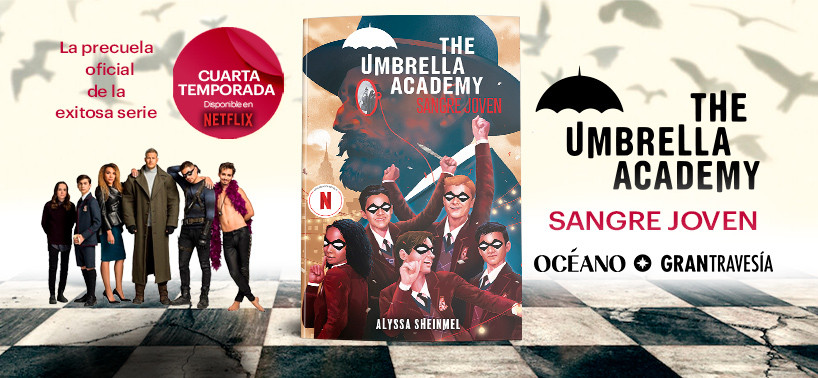 La precuela
oficial
de la
exitosa serie
CUARTA
TEMPORADA
Disponible en
NETFLIX
THE
UMBRELLA
ACADEMY
SANGRE JOVEN
N
ALYSSA SHEINMEL
THE
UMBRELLA
ACADEMY
SANGRE JOVEN
OCÉANO GRANTRAVESÍA